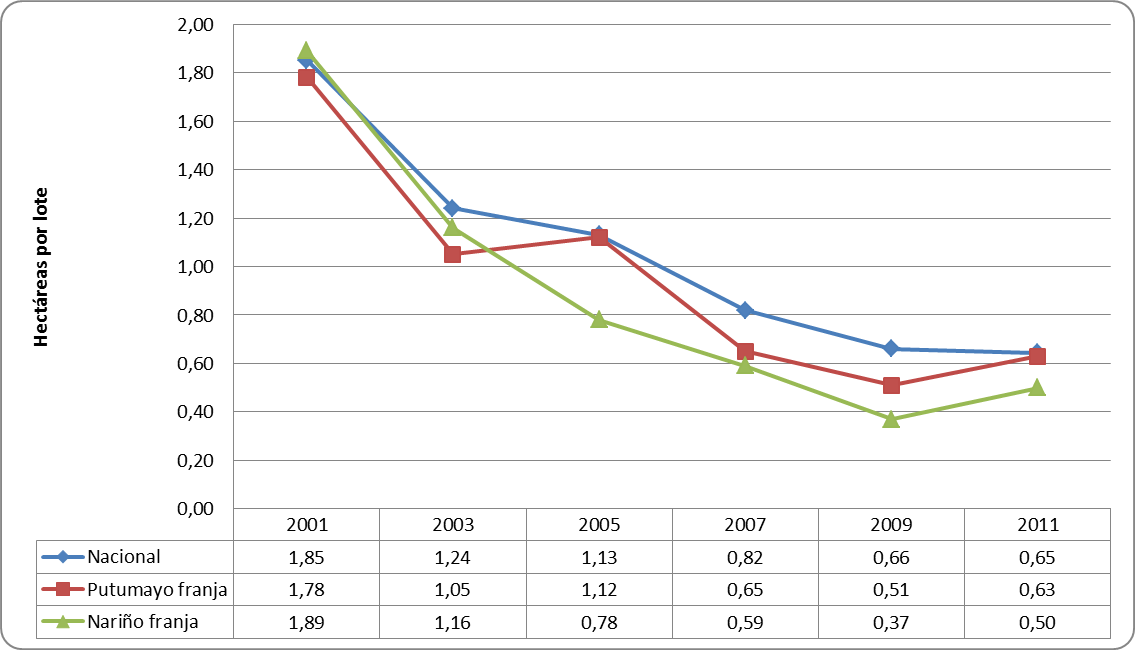 Hectáreas por lote
2,00
1,80
1,60
1,40
1,20
1,00
0,80
0,60
0,40
0,20
0,00
2001 2003 2005 2007 2009 2011
Nacional 1,85 1,24 1,13 0,82 0,66 0,65
Putumayo franja 1,78 1,05 1,12 0,65 0,51 0,63
Nariño franja 1,89 1,16 0,78 0,59 0,37 0,50